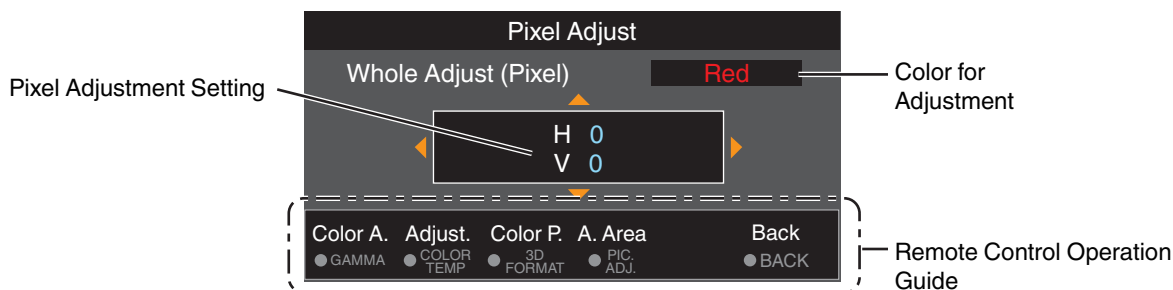 Pixel Adjust
Whole Adjust (Pixel) Red
Pixel Adjustment Setting
Color for
Adjustment
H 0
V 0
Color A. Adjust. Color P. A. Area Back
GAMMA COLOR TEMP 3D FORMAT PIC. ADJ. BACK
Remote Control Operation
Guide